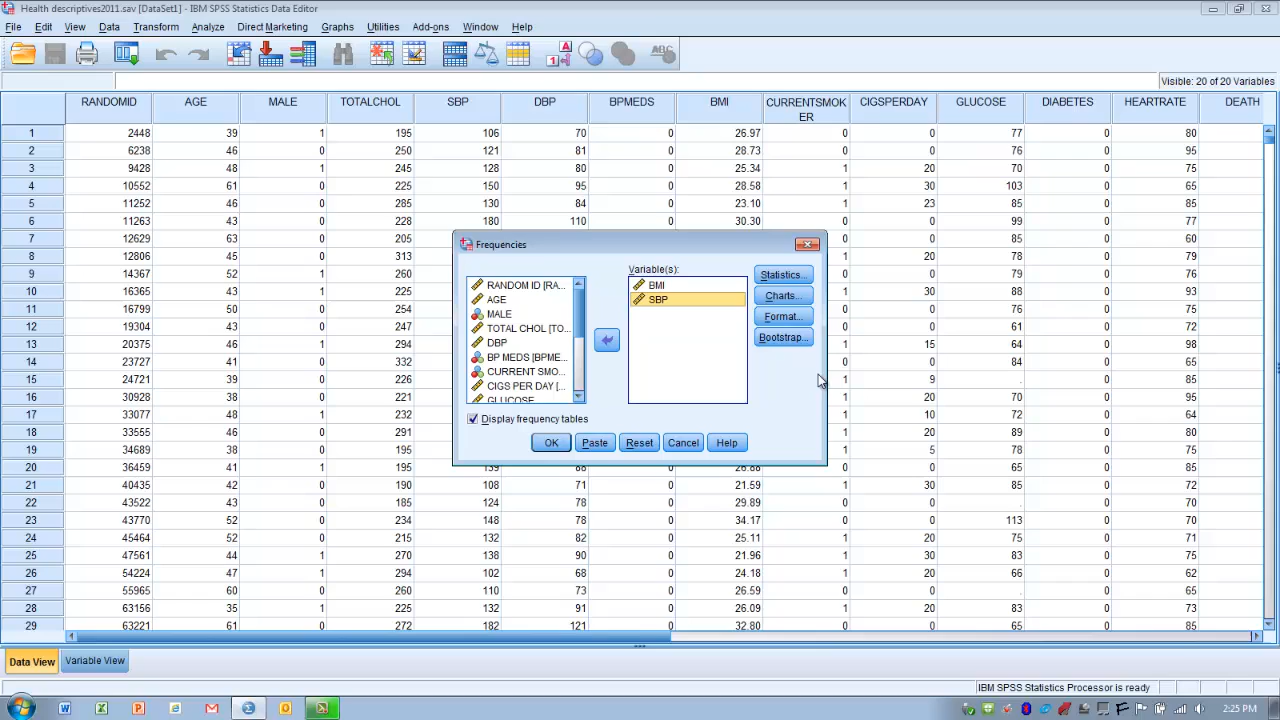 Health descriptives2011.sav [DataSet1] - IBM SPSS Statistics Data Editor
File Edit View Data Transform Analyze Direct Marketing Graphs Utilities Add-ons Window Help
Visible: 20 of 20 Variables
RANDOMID AGE MALE TOTALCHOL SBP DBP BPMEDS BMI CURRENTSMOK CIGSPERDAY GLUCOSE DIABETES HEARTRATE DEATH
ER
1 2448 39 1 195 106 70 0 26.97 0 0 77 0 80
2 6238 46 0 250 121 81 0 28.73 0 0 76 0 95
3 9428 48 1 245 128 80 0 25.34 1 20 70 0 75
4 10552 61 0 225 150 95 0 28.58 1 30 103 0 65
5 11252 46 0 285 130 84 0 23.10 1 23 85 0 85
6 11263 43 0 228 180 110 0 30.30 0 0 99 0 77
7 12629 63 0 205 0 0 85 0 60
8 12806 45 0 313 1 20 78 0 79
9 14367 52 1 260 0 0 79 0 76
10 16365 43 1 225 1 30 88 0 93
11 16799 50 0 254 0 0 76 0 75
12 19304 43 0 247 0 0 61 0 72
13 20375 46 1 294 1 15 64 0 98
14 22727 41 0 332 0 0 84 0 65
15 24721 39 0 226 1 9 . 0 85
16 30928 38 0 221 1 20 70 0 95
17 33077 48 1 232 1 10 72 0 64
18 33555 46 0 291 1 20 89 0 80
19 34689 38 0 195 1 5 78 0 75
20 36459 41 1 195 139 88 0 26.88 0 0 65 0 85
21 40435 42 0 190 108 71 0 21.59 1 30 85 0 72
22 43522 43 0 185 124 78 0 29.89 0 0 . 0 70
23 43770 52 0 234 148 78 0 34.17 0 0 113 0 70
24 45464 52 0 215 132 82 0 25.11 1 20 75 0 71
25 47561 44 1 270 138 90 0 21.96 1 30 83 0 75
26 54224 47 1 294 102 68 0 24.18 1 20 66 0 62
27 55965 60 0 260 110 73 0 26.59 0 0 . 0 65
28 63156 35 1 225 132 91 0 26.09 1 20 83 0 73
29 63221 61 0 272 182 121 0 32.80 0 0 65 0 85
Frequencies
Variable(s):
RANDOM ID [RA...
AGE
MALE
TOTAL CHOL [TO...
DBP
BP MEDS [BPME...
CURRENT SMO...
CIGS PER DAY [...
GLUCOSE
BMI
SBP
Statistics...
Charts...
Format...
Bootstrap...
Display frequency tables
OK Paste Reset Cancel Help
Data View Variable View
IBM SPSS Statistics Processor is ready
2:25 PM